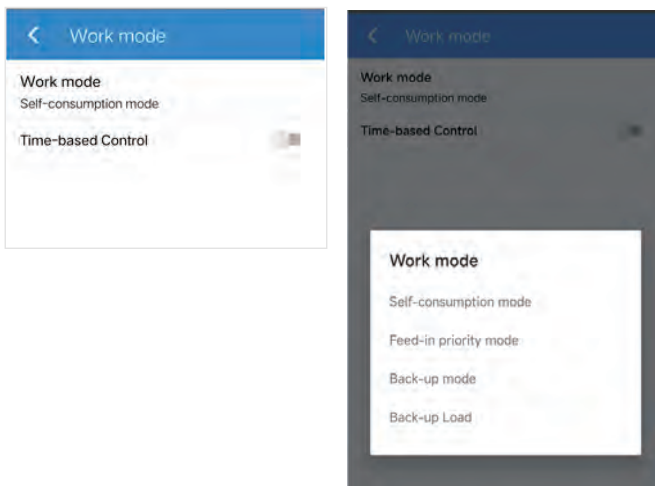 Work mode
Work mode
Self-consumption mode
Time-based Control
Work mode
Work mode
Self-consumption mode
Time-based Control
Work mode
Self-consumption mode
Feed-in priority mode
Back-up mode
Back-up Load